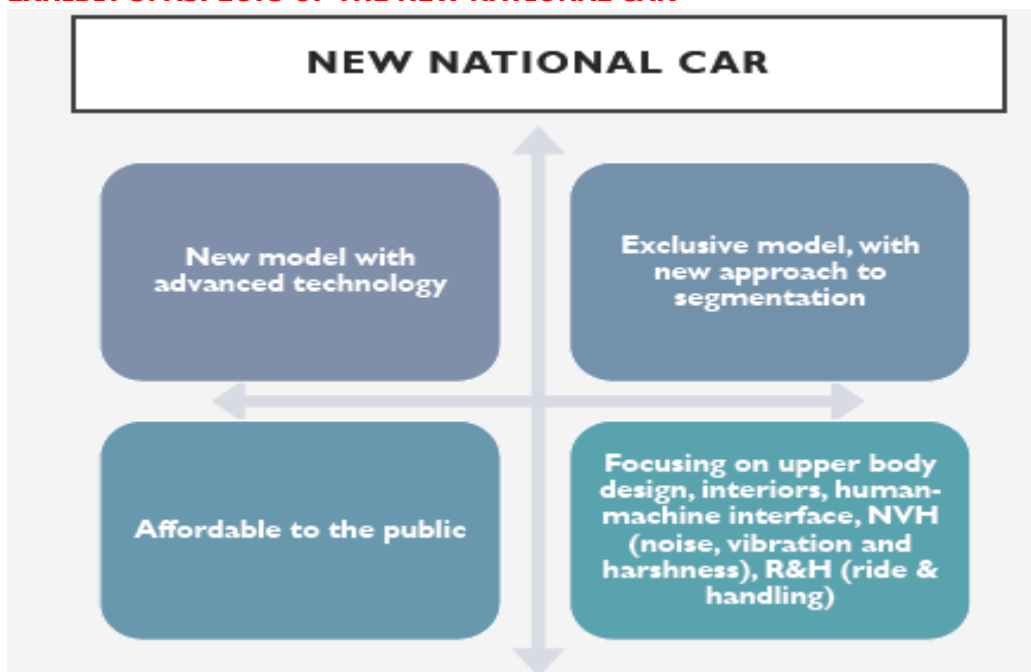 NEW NATIONAL CAR
New model with
advanced technology
Exclusive model, with
new approach to
segmentation
Affordable to the public
Focusing on upper body
design, interiors, human-
machine interface, NVH
(noise, vibration and
harshness), R&H (ride &
handling)